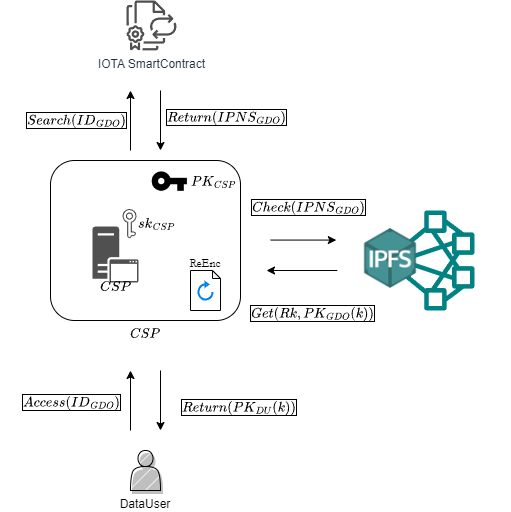 IOTA SmartContract
Search(ID_GDO)
Return(IPNS_GDO)
PK_CSP
Check(IPNS_GDO)
sk_CSP
IPFS
ReEnc
CSP
Get(Rk, PK_GDO(k))
CSP
Access(ID_GDO)
Return(PK_DU(k))
DataUser